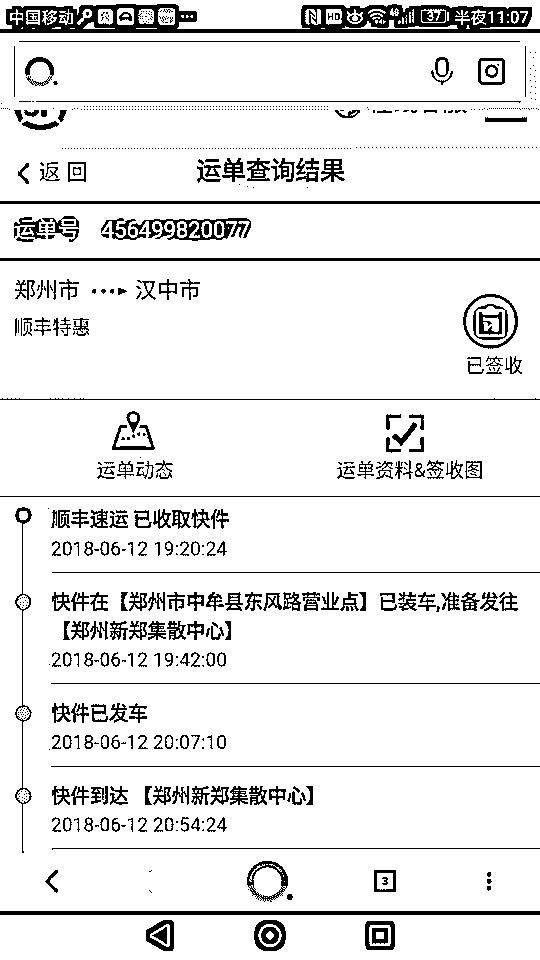 中国移动
HD
37
半夜11:07
返回
运单查询结果
运单号 456499820077
郑州市 汉中市
顺丰特惠
已签收
运单动态
运单资料&签收图
顺丰速运 已收取快件
2018-06-12 19:20:24
快件在【郑州市中牟县东风路营业点】已装车,准备发往
【郑州新郑集散中心】
2018-06-12 19:42:00
快件已发车
2018-06-12 20:07:10
快件到达 【郑州新郑集散中心】
2018-06-12 20:54:24
3